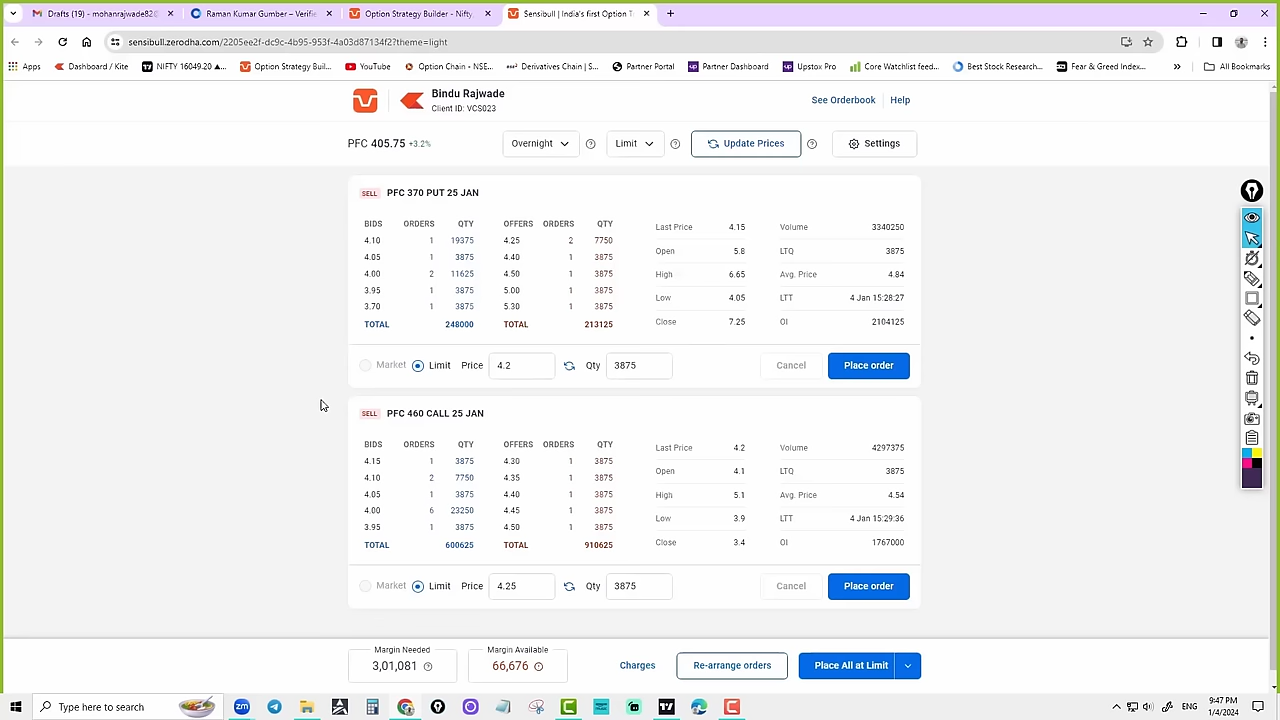 Drafts (19) - mohanrajwade82@
Raman Kumar Gumber – Verifie
Option Strategy Builder - Nifty,
Sensibull | India's first Option T
sensibull.zerodha.com/2205ee2f-dc9c-4b95-953f-4a03d87134f2?theme=light
Apps
Dashboard / Kite
NIFTY 16049.20 ▲...
Option Strategy Buil...
YouTube
Option Chain - NSE...
Derivatives Chain | S...
Partner Portal
Partner Dashboard
Upstox Pro
Core Watchlist feed...
Best Stock Research...
Fear & Greed Index...
»
All Bookmarks
Bindu Rajwade
Client ID: VCS023
See Orderbook
Help
PFC 405.75 +3.2%
Overnight
Limit
Update Prices
Settings
SELL PFC 370 PUT 25 JAN
BIDS ORDERS QTY OFFERS ORDERS QTY
4.10 1 19375 4.25 2 7750
4.05 1 3875 4.40 1 3875
4.00 2 11625 4.50 1 3875
3.95 1 3875 5.00 1 3875
3.70 1 3875 5.30 1 3875
TOTAL 248000 TOTAL 213125
Last Price 4.15 Volume 3340250
Open 5.8 LTQ 3875
High 6.65 Avg. Price 4.84
Low 4.05 LTT 4 Jan 15:28:27
Close 7.25 OI 2104125
Market Limit Price 4.2 Qty 3875 Cancel Place order
SELL PFC 460 CALL 25 JAN
BIDS ORDERS QTY OFFERS ORDERS QTY
4.15 1 3875 4.30 1 3875
4.10 2 7750 4.35 1 3875
4.05 1 3875 4.40 1 3875
4.00 6 23250 4.45 1 3875
3.95 1 3875 4.50 1 3875
TOTAL 600625 TOTAL 910625
Last Price 4.2 Volume 4297375
Open 4.1 LTQ 3875
High 5.1 Avg. Price 4.54
Low 3.9 LTT 4 Jan 15:29:36
Close 3.4 OI 1767000
Market Limit Price 4.25 Qty 3875 Cancel Place order
Margin Needed
3,01,081
Margin Available
66,676
Charges
Re-arrange orders
Place All at Limit
Type here to search
zm
ENG
9:47 PM
1/4/2024